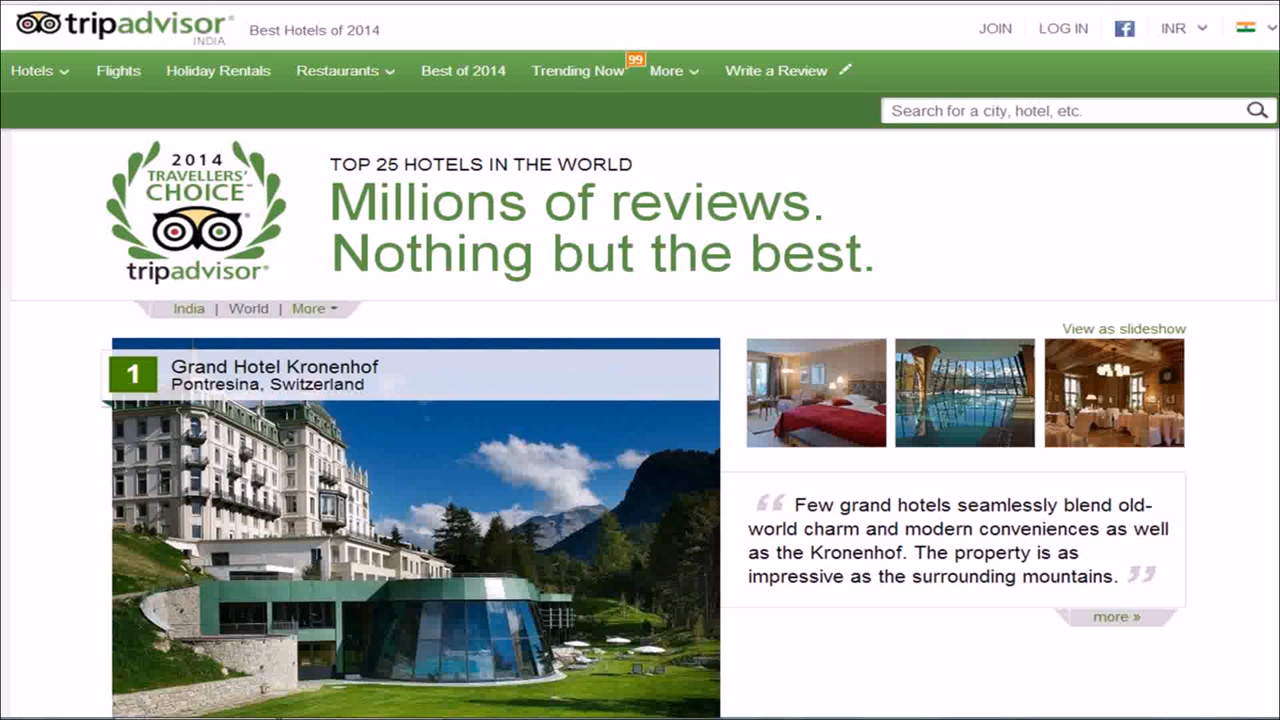 tripadvisor®
INDIA
Best Hotels of 2014
JOIN
LOG IN
f
INR
Hotels
Flights
Holiday Rentals
Restaurants
Best of 2014
Trending Now
99
More
Write a Review
Search for a city, hotel, etc.
2014
TRAVELLERS'
CHOICE™
tripadvisor®
TOP 25 HOTELS IN THE WORLD
Millions of reviews.
Nothing but the best.
India | World | More
View as slideshow
1
Grand Hotel Kronenhof
Pontresina, Switzerland
“ Few grand hotels seamlessly blend old-
world charm and modern conveniences as well
as the Kronenhof. The property is as
impressive as the surrounding mountains. ”
more »